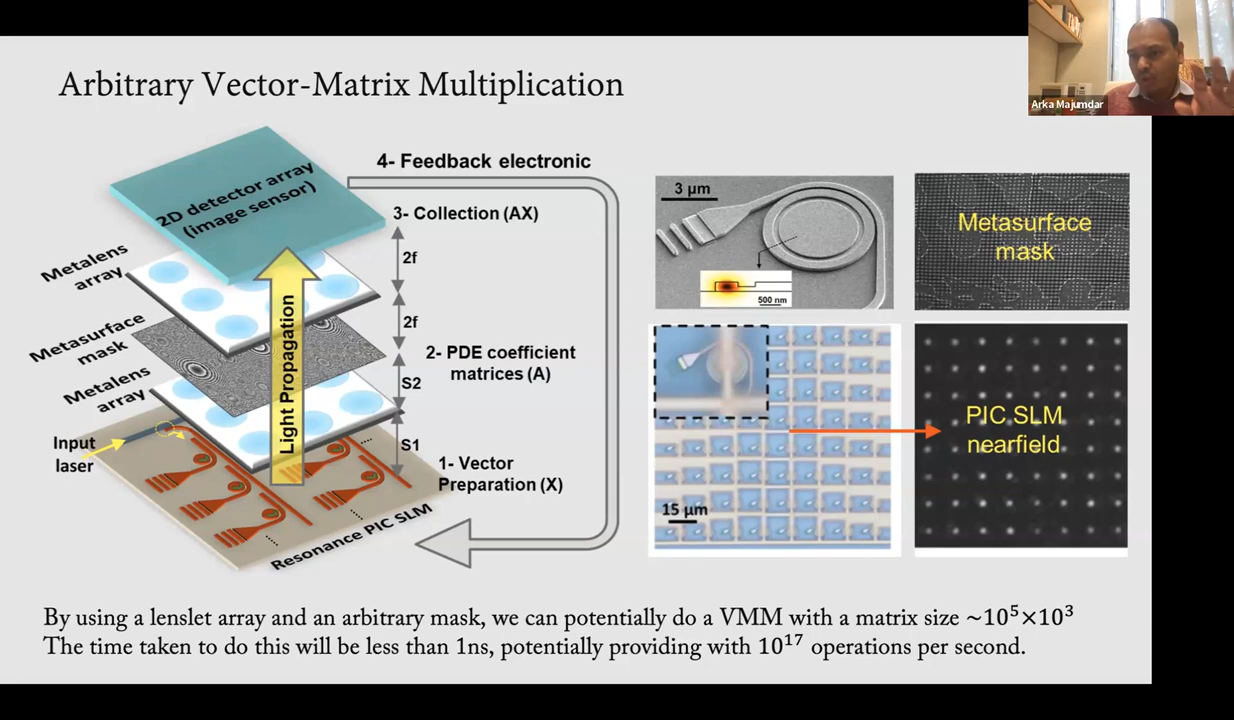 Arka Majumdar
Arbitrary Vector-Matrix Multiplication
2D detector array
(image sensor)
4- Feedback electronic
3- Collection (AX)
2f
Metalens
array
2f
Metasurface
mask
2- PDE coefficient
matrices (A)
Metalens
array
S2
Light Propagation
S1
Input
laser
1- Vector
Preparation (X)
Resonance PIC SLM
3 µm
500 nm
Metasurface
mask
15 µm
PIC SLM
nearfield
By using a lenslet array and an arbitrary mask, we can potentially do a VMM with a matrix size ~10⁵×10³
The time taken to do this will be less than 1ns, potentially providing with 10¹⁷ operations per second.